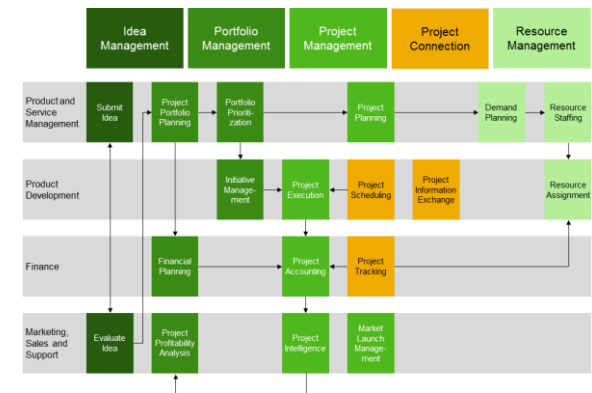 Idea
Management
Portfolio
Management
Project
Management
Project
Connection
Resource
Management
Product and
Service
Management
Submit
Idea
Project
Portfolio
Planning
Portfolio
Prioriti-
zation
Project
Planning
Demand
Planning
Resource
Staffing
Product
Development
Initiative
Manage-
ment
Project
Execution
Project
Scheduling
Project
Information
Exchange
Resource
Assignment
Finance
Financial
Planning
Project
Accounting
Project
Tracking
Marketing,
Sales and
Support
Evaluate
Idea
Project
Profitability
Analysis
Project
Intelligence
Market
Launch
Manage-
ment